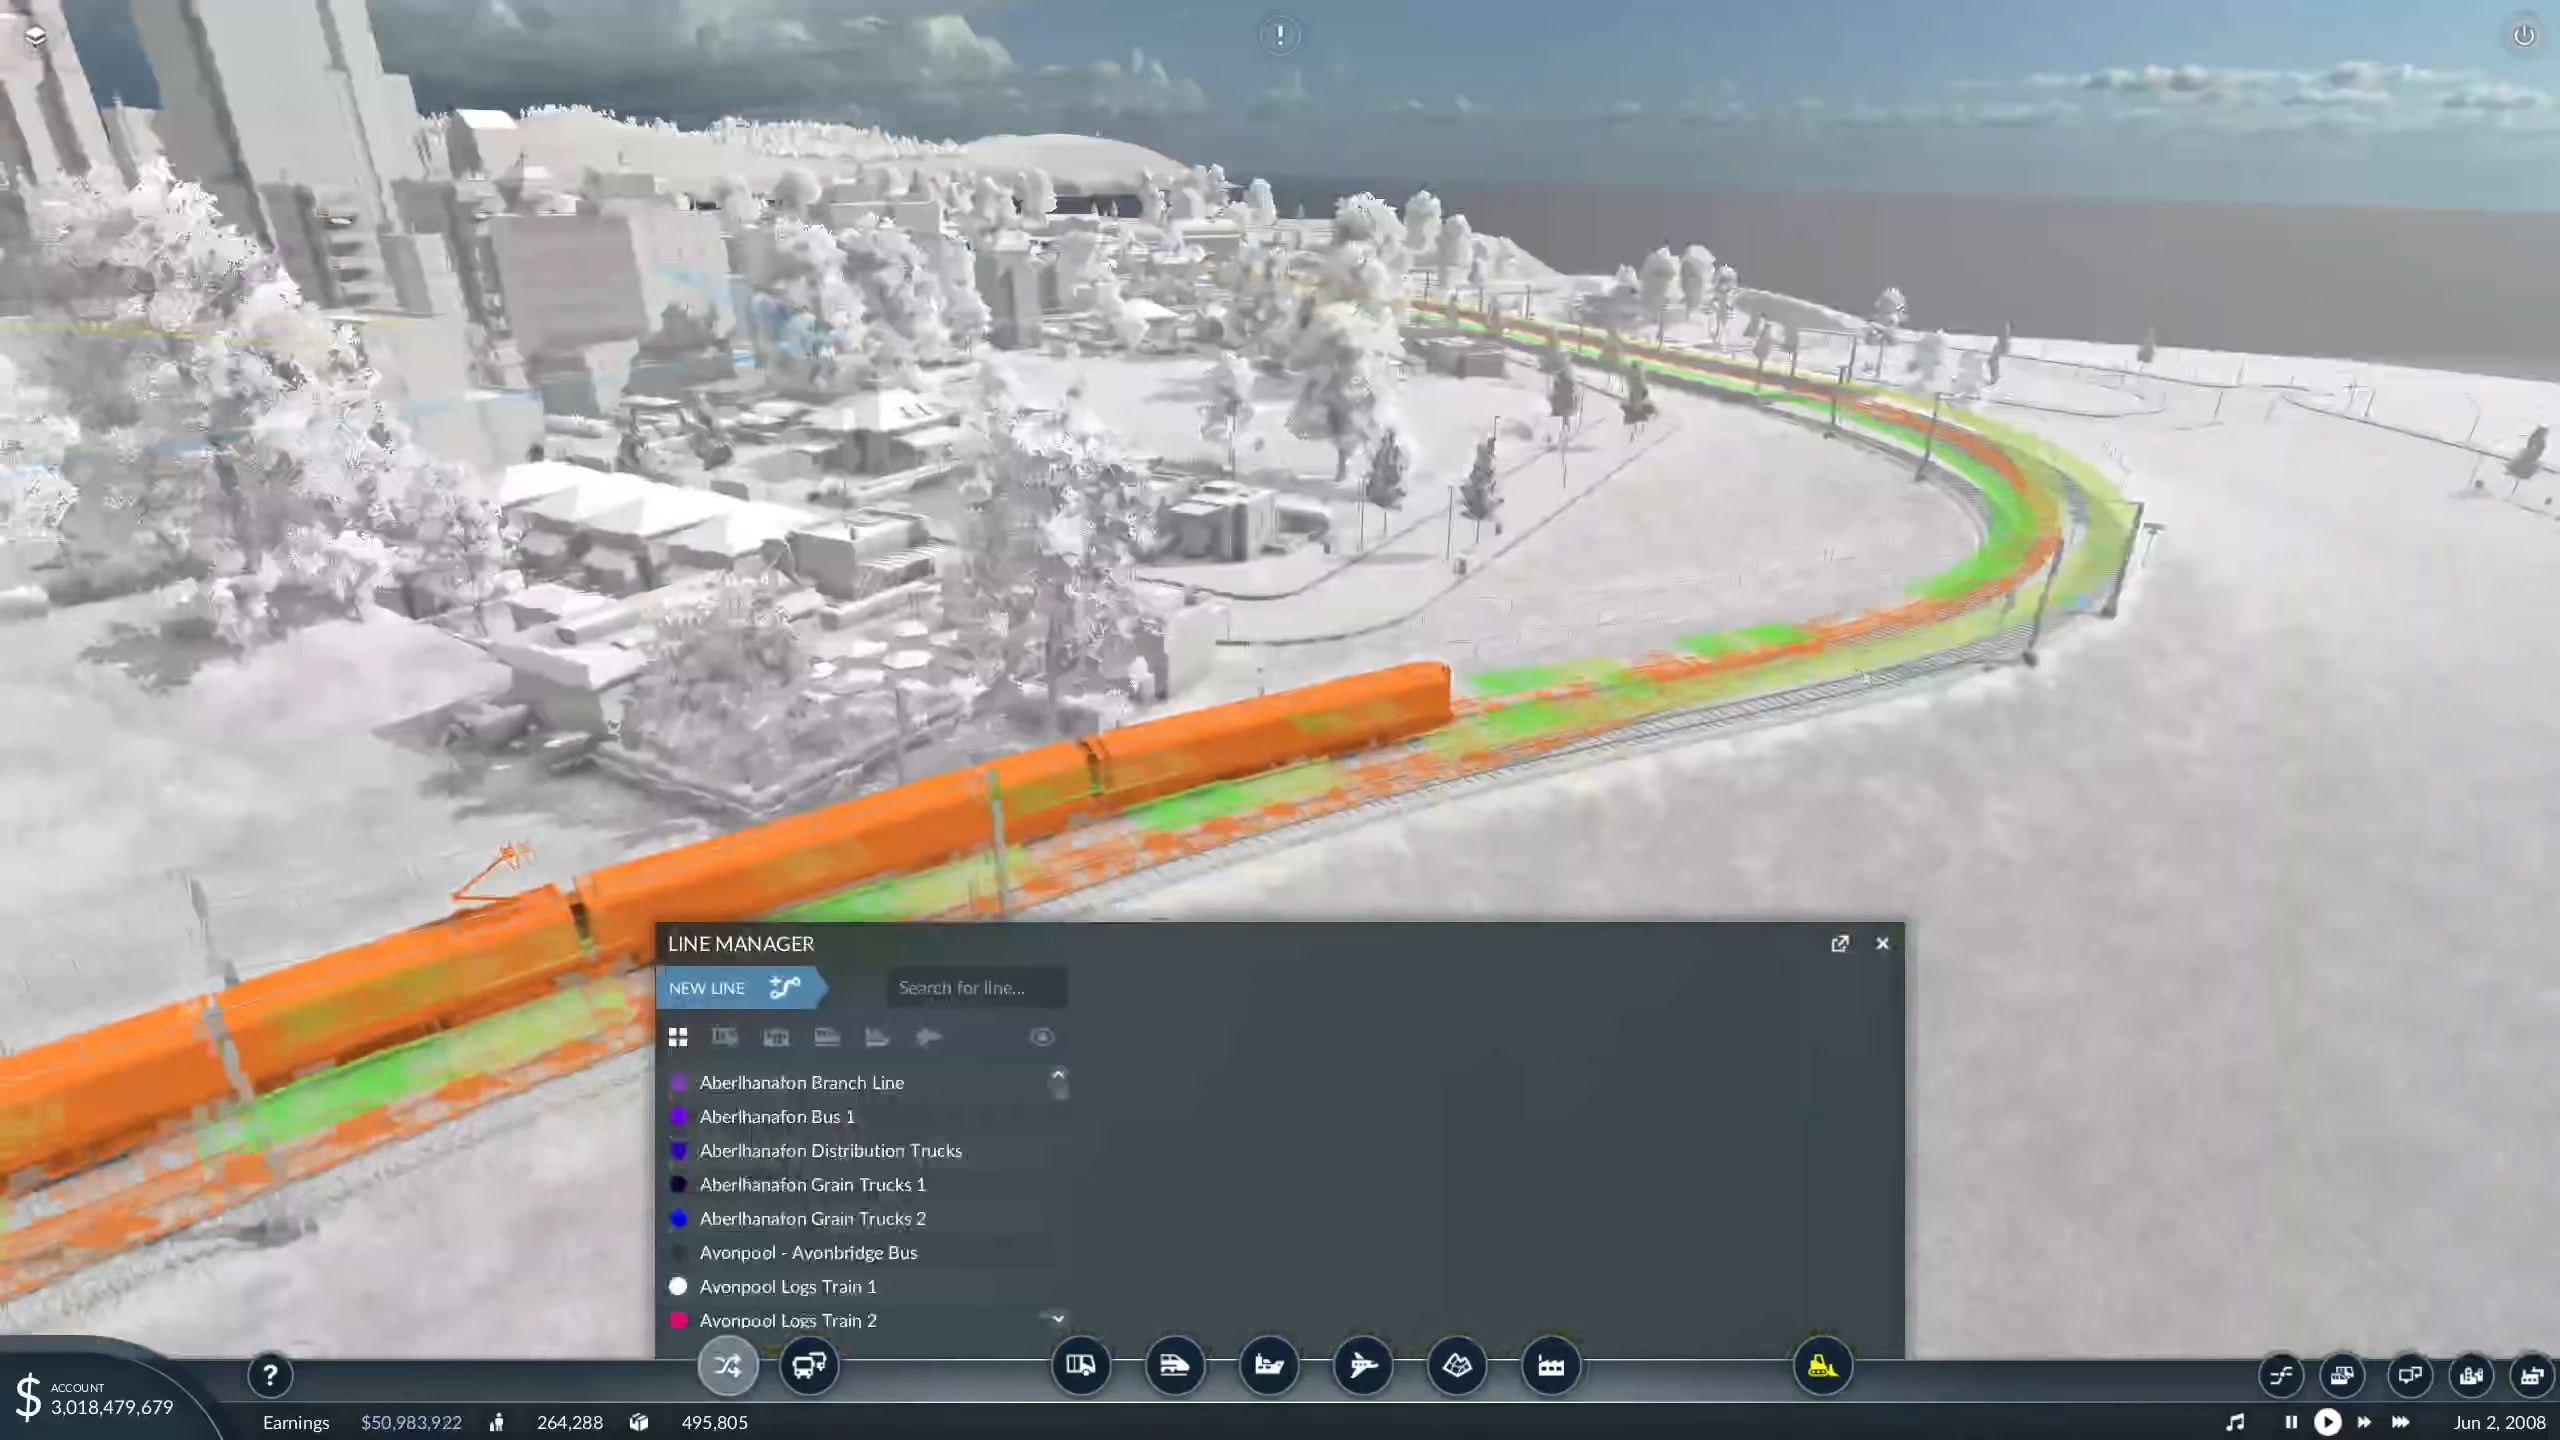 LINE MANAGER
NEW LINE
Search for line...
Aberlhanafon Branch Line
Aberlhanafon Bus 1
Aberlhanafon Distribution Trucks
Aberlhanafon Grain Trucks 1
Aberlhanafon Grain Trucks 2
Avonpool - Avonbridge Bus
Avonpool Logs Train 1
Avonpool Logs Train 2
$ ACCOUNT
3,018,479,679
?
Earnings $50,983,922 264,288 495,805
Jun 2, 2008